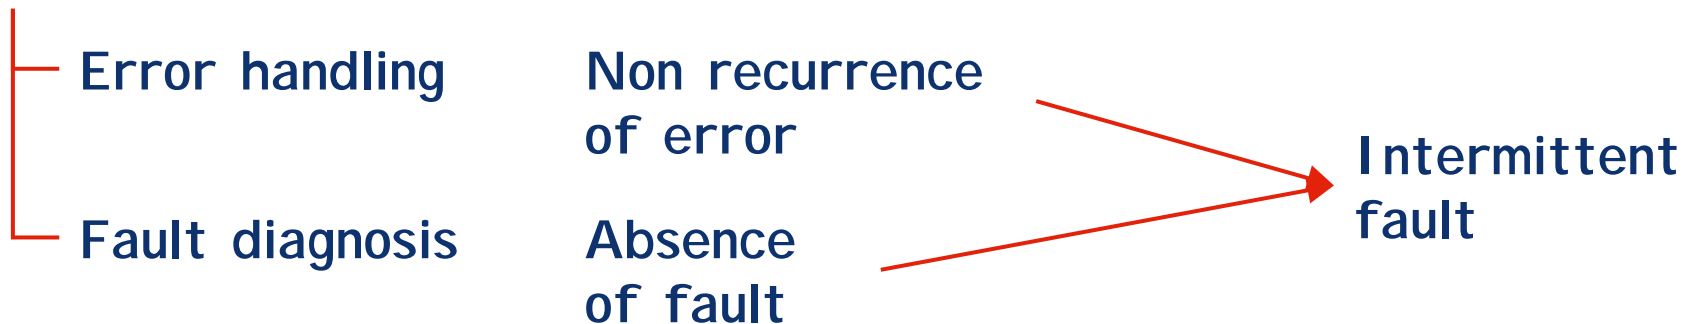 Error handling
Non recurrence
of error
Fault diagnosis
Absence
of fault
Intermittent
fault